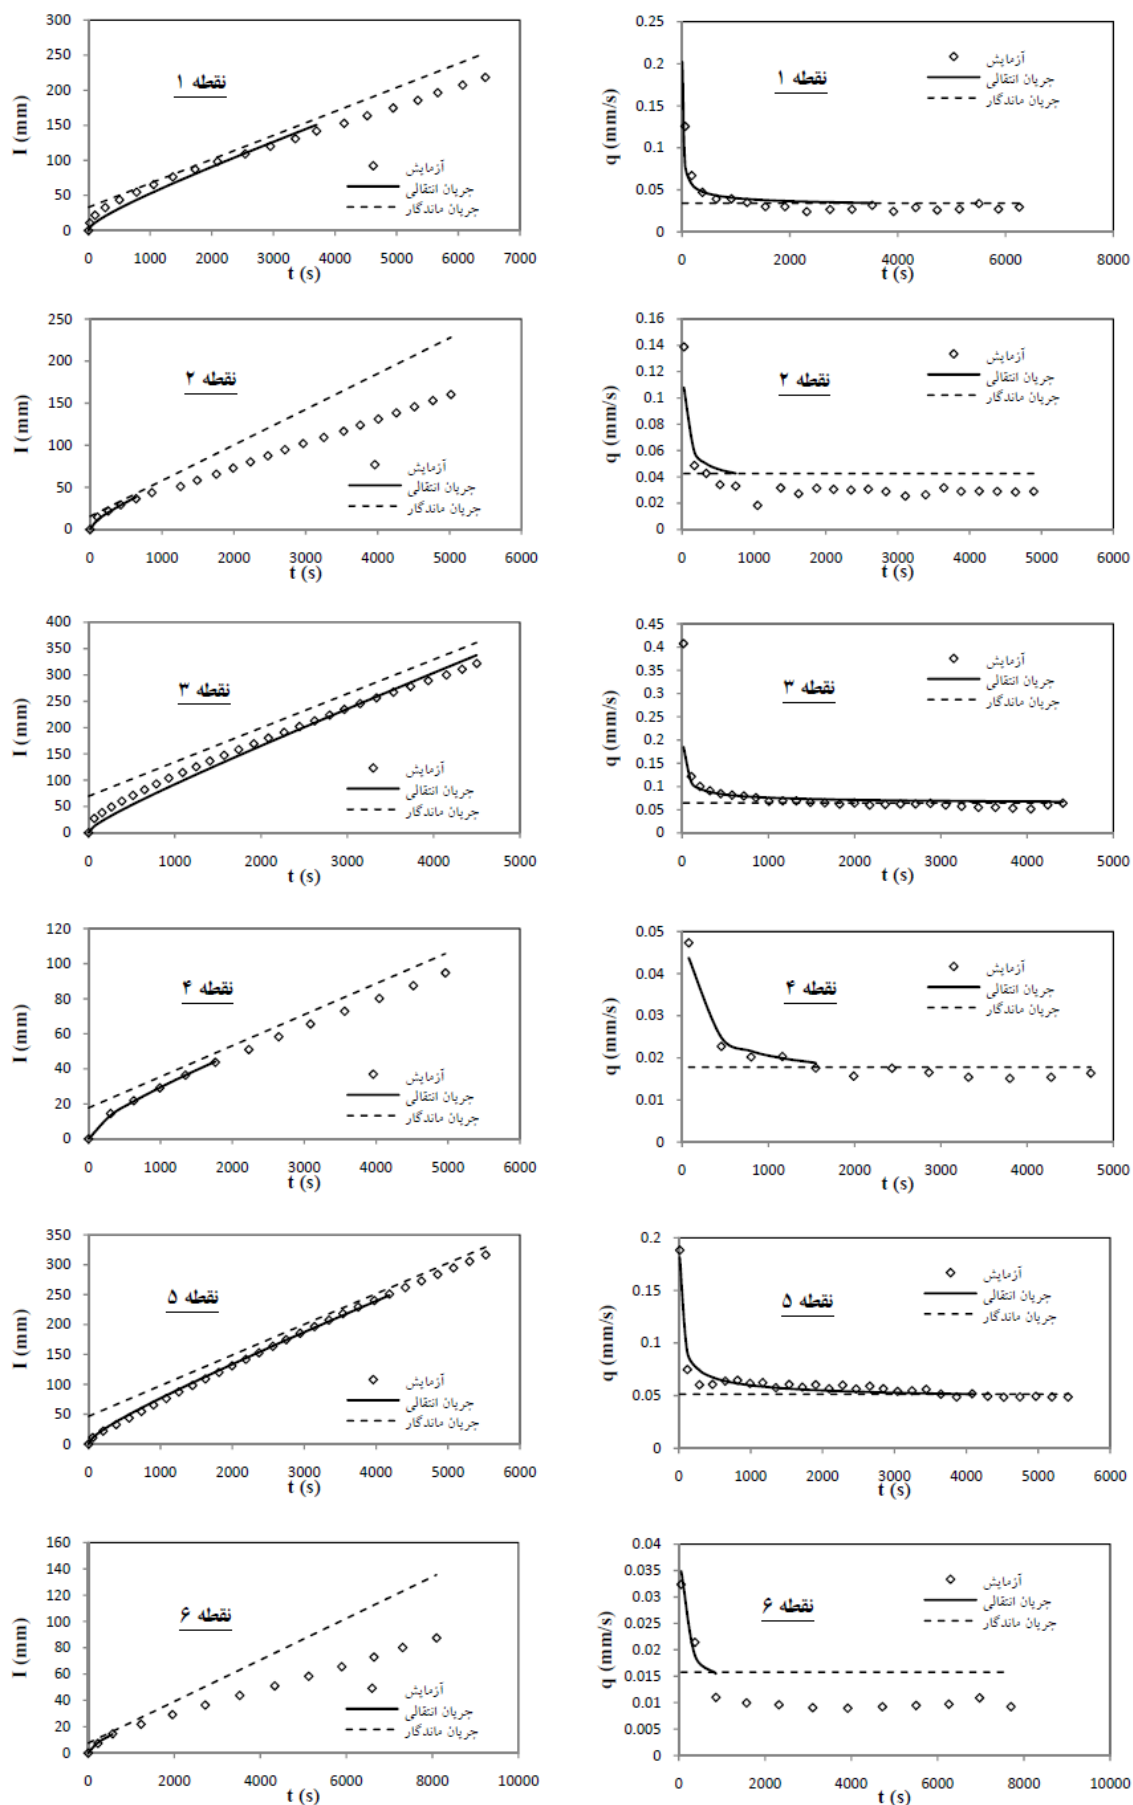 300
250
200
150
100
50
0
I (mm)
نقطه ۱
آزمایش
جریان انتقالی
جریان ماندگار
0 1000 2000 3000 4000 5000 6000 7000
t (s)
0.25
0.2
0.15
0.1
0.05
0
q (mm/s)
نقطه ۱
آزمایش
جریان انتقالی
جریان ماندگار
0 2000 4000 6000 8000
t (s)
250
200
150
100
50
0
I (mm)
نقطه ۲
آزمایش
جریان انتقالی
جریان ماندگار
0 1000 2000 3000 4000 5000 6000
t (s)
0.16
0.14
0.12
0.1
0.08
0.06
0.04
0.02
0
q (mm/s)
نقطه ۲
آزمایش
جریان انتقالی
جریان ماندگار
0 1000 2000 3000 4000 5000 6000
t (s)
400
350
300
250
200
150
100
50
0
I (mm)
نقطه ۳
آزمایش
جریان انتقالی
جریان ماندگار
0 1000 2000 3000 4000 5000
t (s)
0.45
0.4
0.35
0.3
0.25
0.2
0.15
0.1
0.05
0
q (mm/s)
نقطه ۳
آزمایش
جریان انتقالی
جریان ماندگار
0 1000 2000 3000 4000 5000
t (s)
120
100
80
60
40
20
0
I (mm)
نقطه ۴
آزمایش
جریان انتقالی
جریان ماندگار
0 1000 2000 3000 4000 5000 6000
t (s)
0.05
0.04
0.03
0.02
0.01
0
q (mm/s)
نقطه ۴
آزمایش
جریان انتقالی
جریان ماندگار
0 1000 2000 3000 4000 5000
t (s)
350
300
250
200
150
100
50
0
I (mm)
نقطه ۵
آزمایش
جریان انتقالی
جریان ماندگار
0 1000 2000 3000 4000 5000 6000
t (s)
0.2
0.15
0.1
0.05
0
q (mm/s)
نقطه ۵
آزمایش
جریان انتقالی
جریان ماندگار
0 1000 2000 3000 4000 5000 6000
t (s)
160
140
120
100
80
60
40
20
0
I (mm)
نقطه ۶
آزمایش
جریان انتقالی
جریان ماندگار
0 2000 4000 6000 8000 10000
t (s)
0.04
0.035
0.03
0.025
0.02
0.015
0.01
0.005
0
q (mm/s)
نقطه ۶
آزمایش
جریان انتقالی
جریان ماندگار
0 2000 4000 6000 8000 10000
t (s)